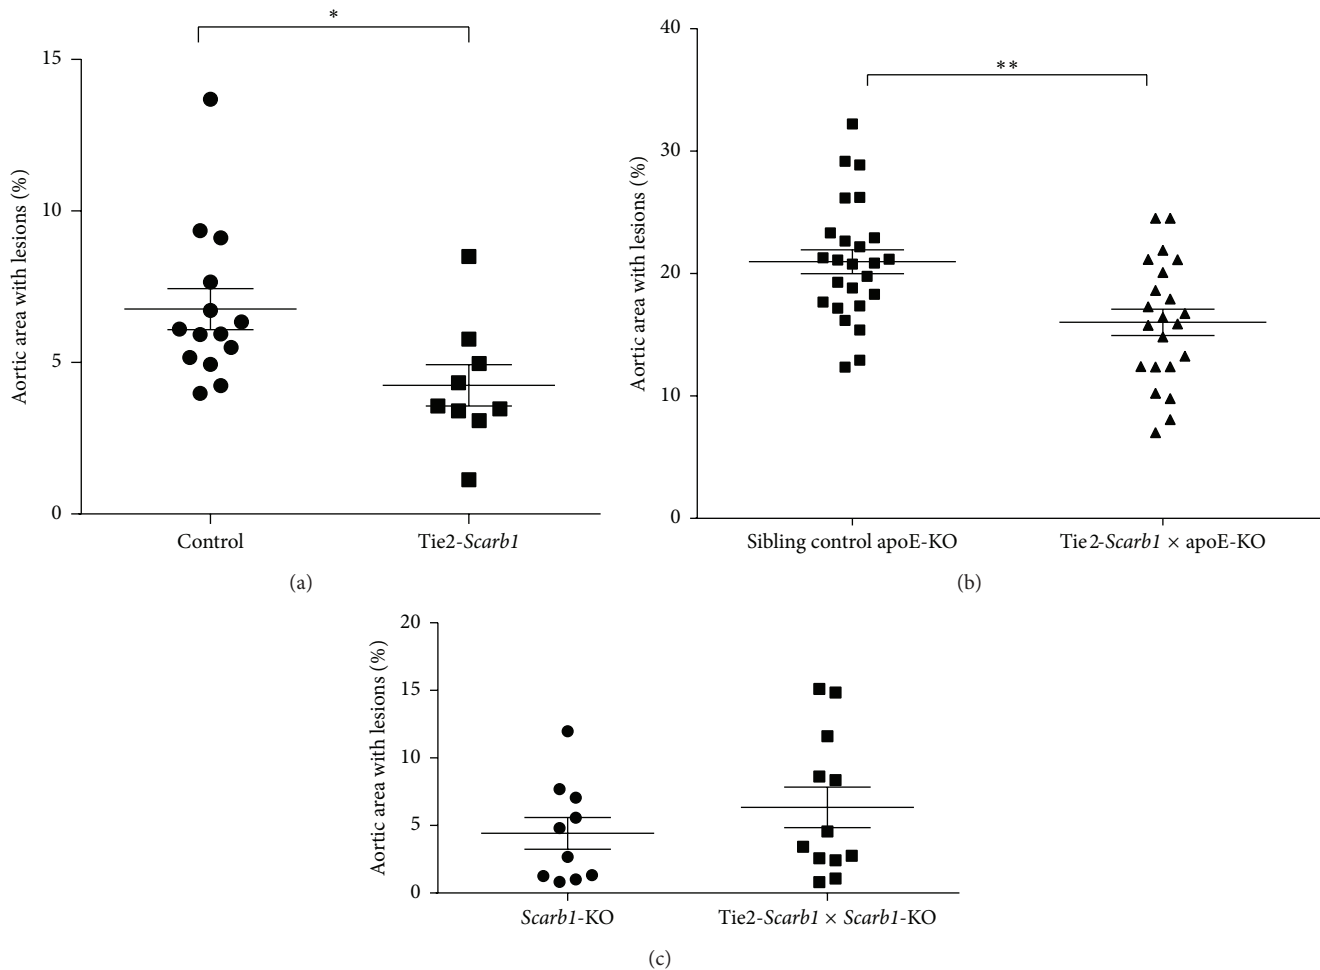 *
15
10
5
0
Aortic area with lesions (%)
Control
Tie2-Scarb1
(a)
**
40
30
20
10
0
Aortic area with lesions (%)
Sibling control apoE-KO
Tie2-Scarb1 × apoE-KO
(b)
20
15
10
5
0
Aortic area with lesions (%)
Scarb1-KO
Tie2-Scarb1 × Scarb1-KO
(c)